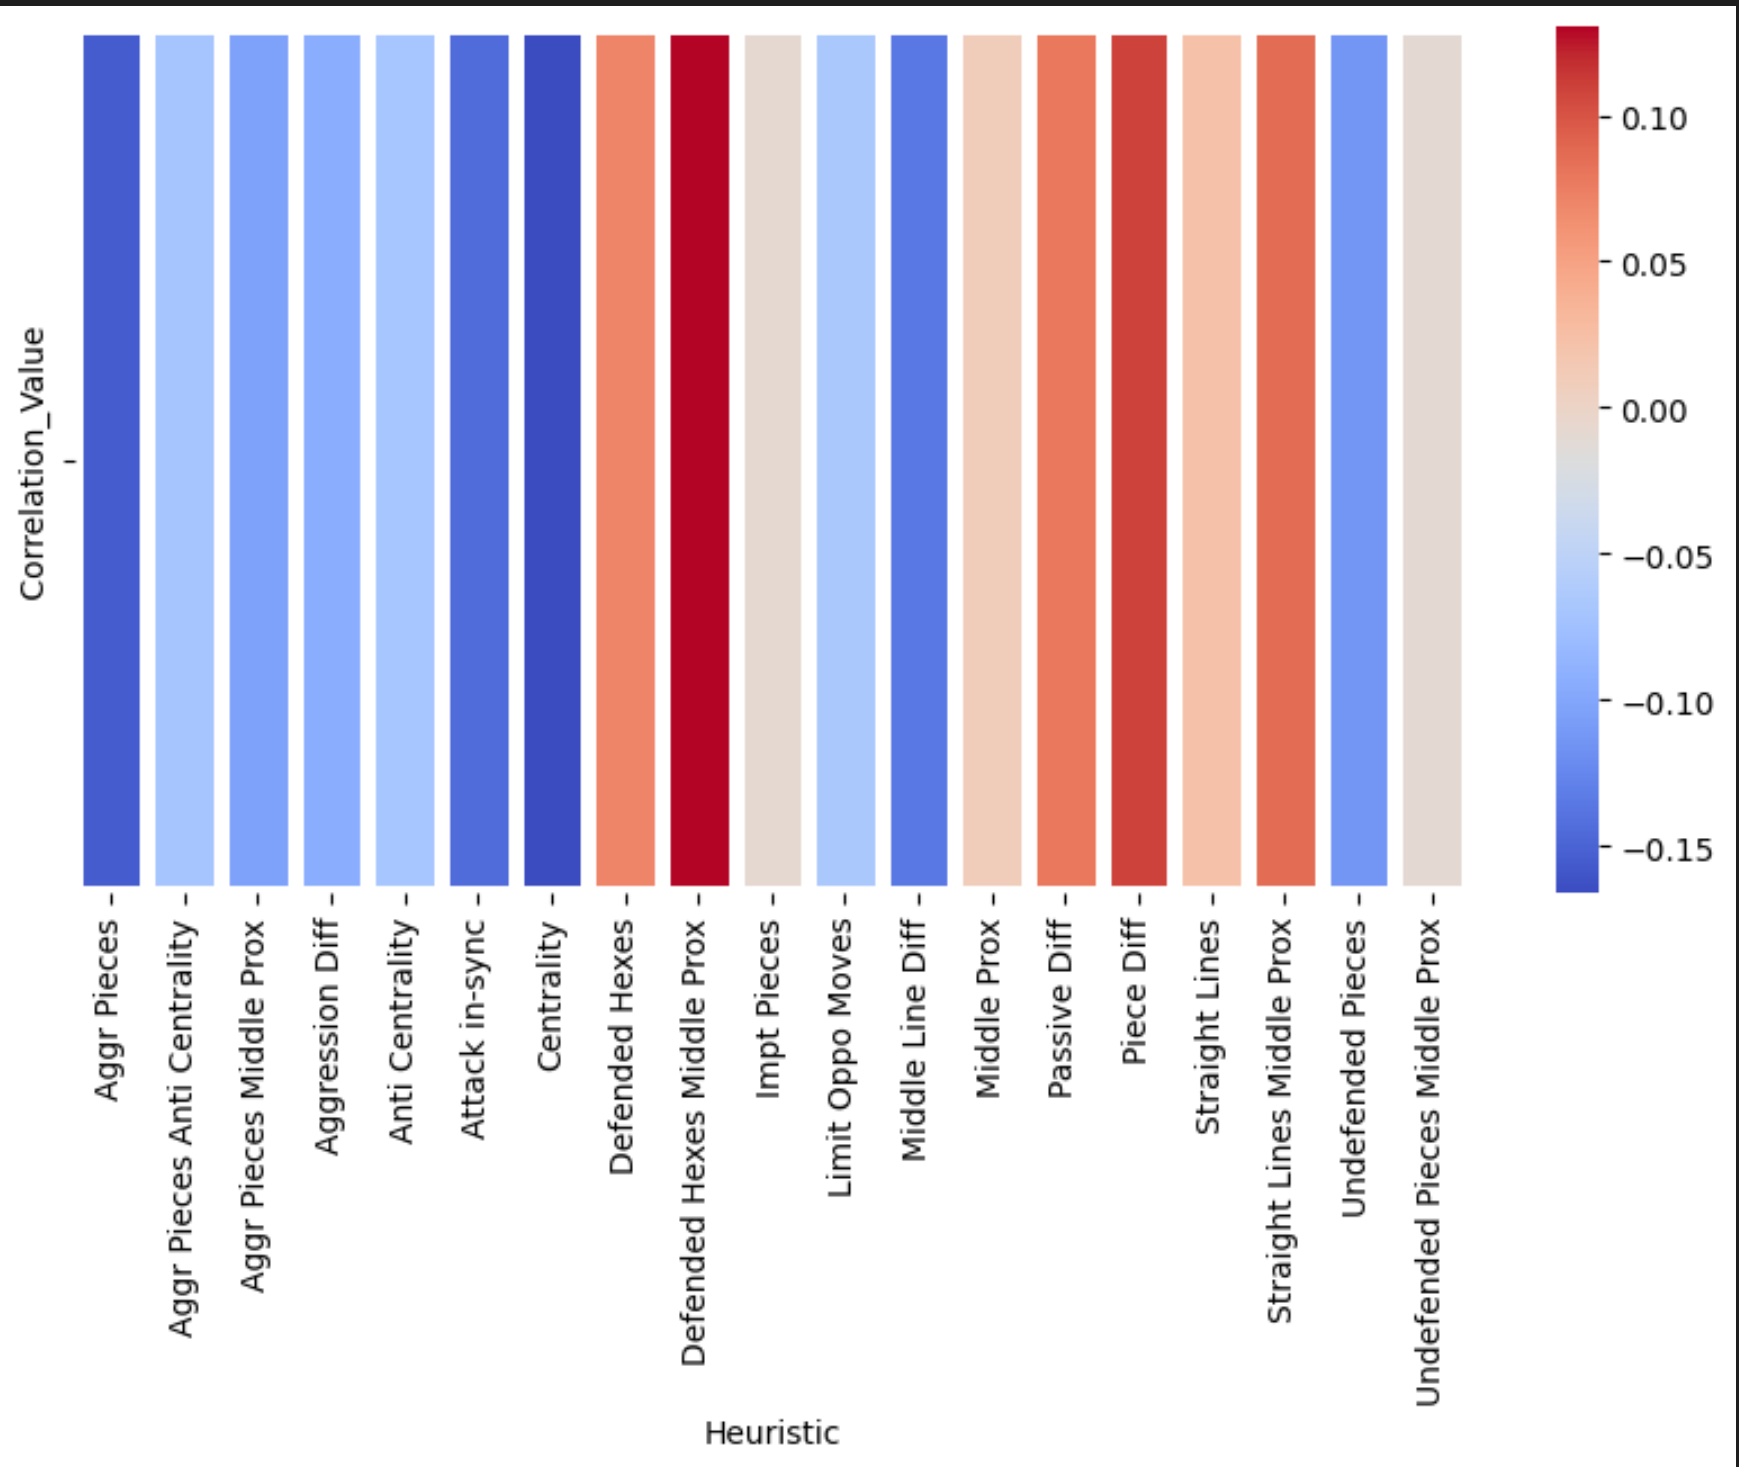 Correlation_Value
Aggr Pieces
Aggr Pieces Anti Centrality
Aggr Pieces Middle Prox
Aggression Diff
Anti Centrality
Attack in-sync
Centrality
Defended Hexes
Defended Hexes Middle Prox
Impt Pieces
Limit Oppo Moves
Middle Line Diff
Middle Prox
Passive Diff
Piece Diff
Straight Lines
Straight Lines Middle Prox
Undefended Pieces
Undefended Pieces Middle Prox
Heuristic
0.10
0.05
0.00
−0.05
−0.10
−0.15